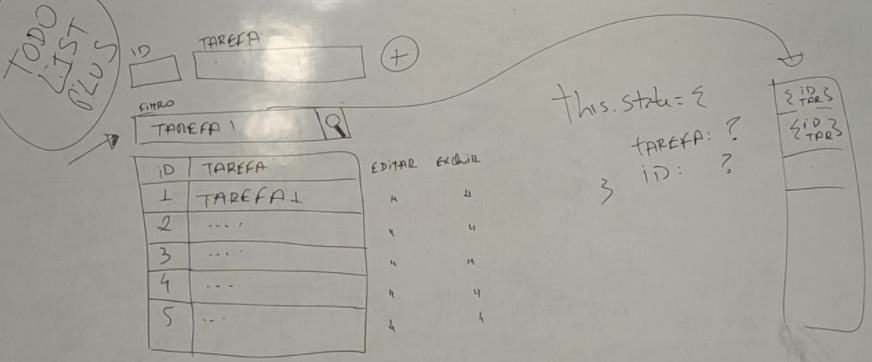 TODO
LIST
PLUS
ID
TAREFA
+
FILTRO
TAREFA 1
ID TAREFA EDITAR EXCLUIR
1 TAREFA 1 " "
2 .... " "
3 .... " "
4 ... " "
5 ... " "
this.state = {
tarefa: ?
iD: ?
}
{iD
TAR}
{iD
TAR}